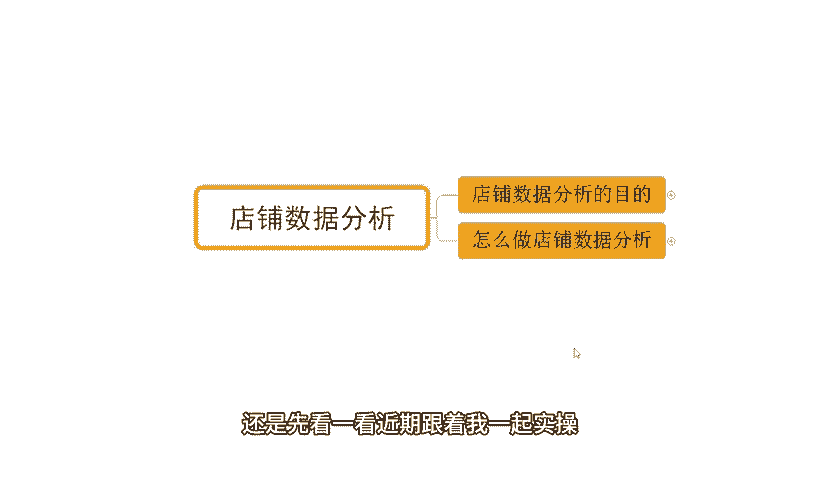 店铺数据分析
店铺数据分析的目的
怎么做店铺数据分析
还是先看一看近期跟着我一起实操